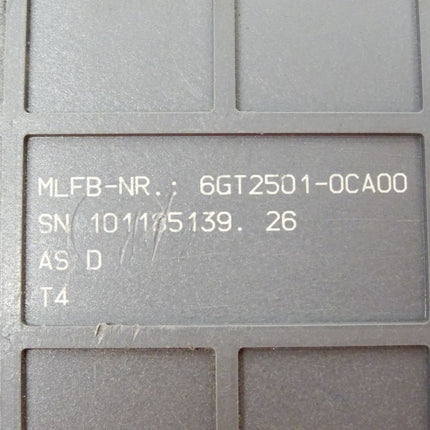 MLFB-NR.: 6GT2501-0CA00
SN 101185139. 26
AS D
T4